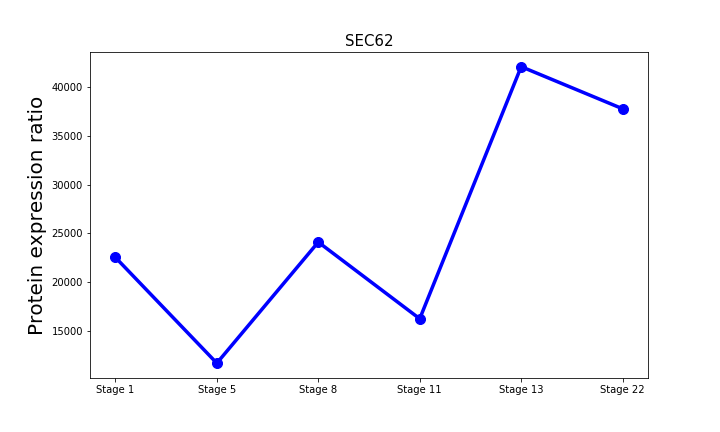 SEC62
Protein expression ratio
40000
35000
30000
25000
20000
15000
Stage 1
Stage 5
Stage 8
Stage 11
Stage 13
Stage 22